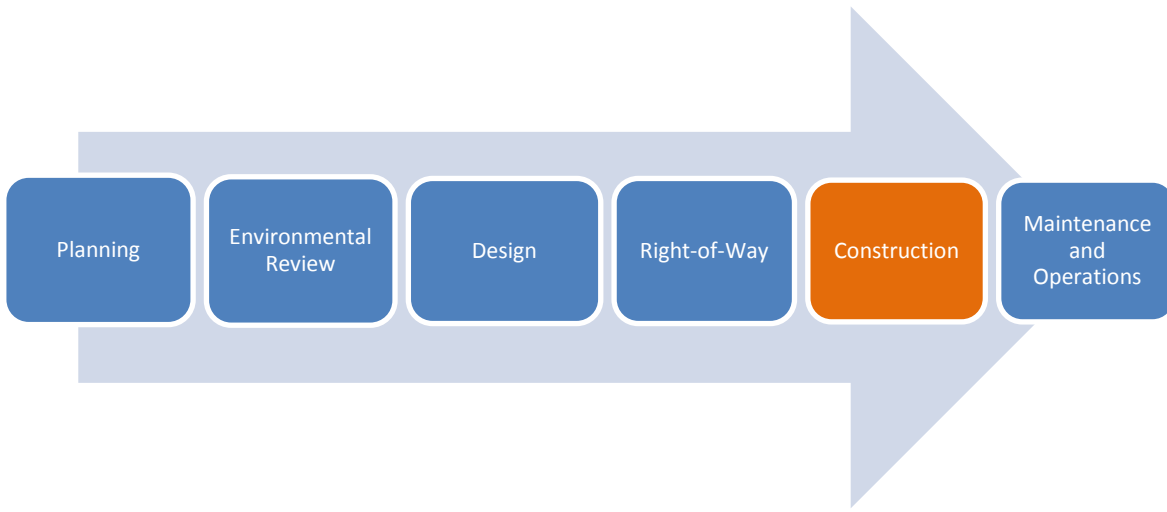 Planning
Environmental
Review
Design
Right-of-Way
Construction
Maintenance
and
Operations